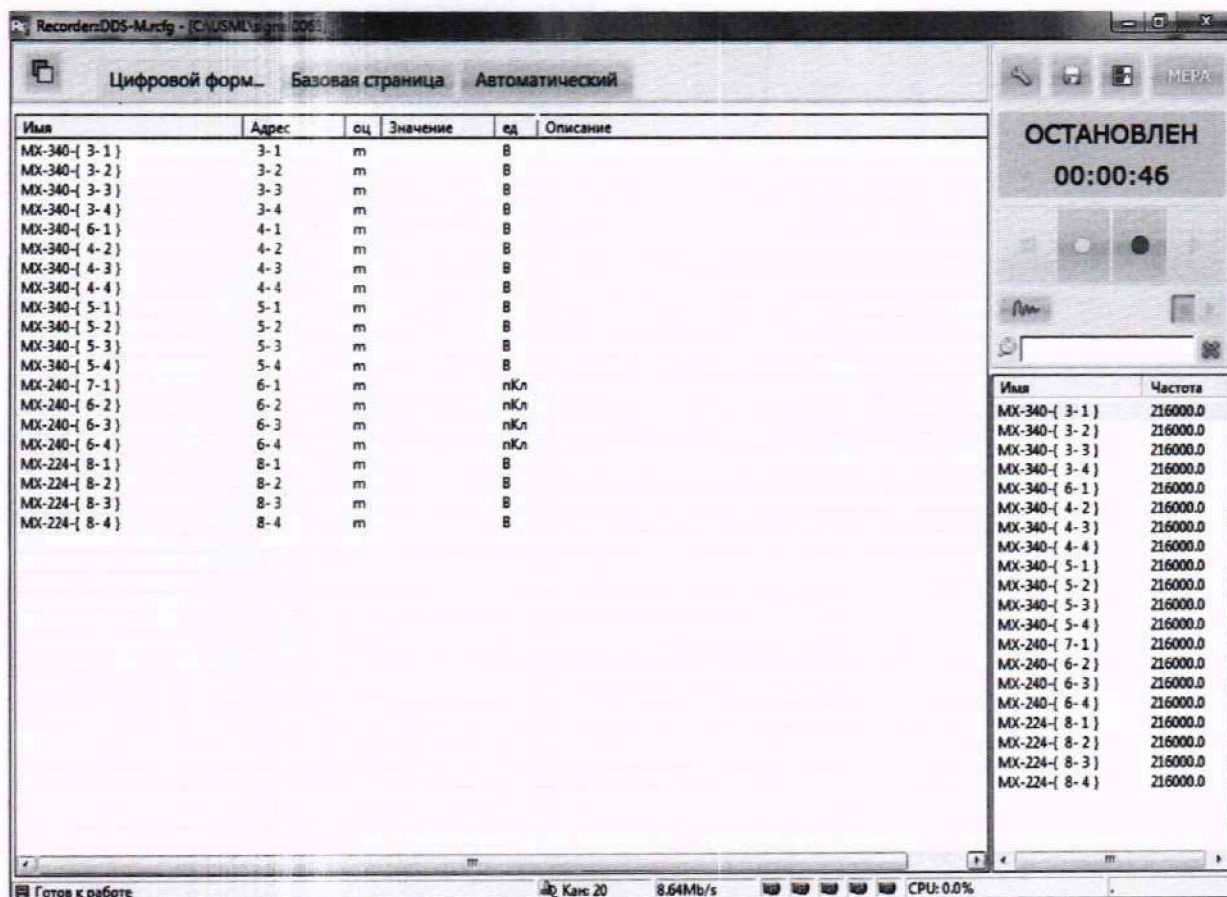 Recorder:DDS-M.rcfg - [C:\USML\signal0063]
Цифровой форм... Базовая страница Автоматический
МЕРА
Имя Адрес оц Значение ед Описание
MX-340-{ 3- 1 } 3- 1 m В
MX-340-{ 3- 2 } 3- 2 m В
MX-340-{ 3- 3 } 3- 3 m В
MX-340-{ 3- 4 } 3- 4 m В
MX-340-{ 6- 1 } 4- 1 m В
MX-340-{ 4- 2 } 4- 2 m В
MX-340-{ 4- 3 } 4- 3 m В
MX-340-{ 4- 4 } 4- 4 m В
MX-340-{ 5- 1 } 5- 1 m В
MX-340-{ 5- 2 } 5- 2 m В
MX-340-{ 5- 3 } 5- 3 m В
MX-340-{ 5- 4 } 5- 4 m В
MX-240-{ 7- 1 } 6- 1 m пКл
MX-240-{ 6- 2 } 6- 2 m пКл
MX-240-{ 6- 3 } 6- 3 m пКл
MX-240-{ 6- 4 } 6- 4 m пКл
MX-224-{ 8- 1 } 8- 1 m В
MX-224-{ 8- 2 } 8- 2 m В
MX-224-{ 8- 3 } 8- 3 m В
MX-224-{ 8- 4 } 8- 4 m В
ОСТАНОВЛЕН
00:00:46
Имя Частота
MX-340-{ 3- 1 } 216000.0
MX-340-{ 3- 2 } 216000.0
MX-340-{ 3- 3 } 216000.0
MX-340-{ 3- 4 } 216000.0
MX-340-{ 6- 1 } 216000.0
MX-340-{ 4- 2 } 216000.0
MX-340-{ 4- 3 } 216000.0
MX-340-{ 4- 4 } 216000.0
MX-340-{ 5- 1 } 216000.0
MX-340-{ 5- 2 } 216000.0
MX-340-{ 5- 3 } 216000.0
MX-340-{ 5- 4 } 216000.0
MX-240-{ 7- 1 } 216000.0
MX-240-{ 6- 2 } 216000.0
MX-240-{ 6- 3 } 216000.0
MX-240-{ 6- 4 } 216000.0
MX-224-{ 8- 1 } 216000.0
MX-224-{ 8- 2 } 216000.0
MX-224-{ 8- 3 } 216000.0
MX-224-{ 8- 4 } 216000.0
Готов к работе Кан: 20 8.64Mb/s CPU: 0.0%